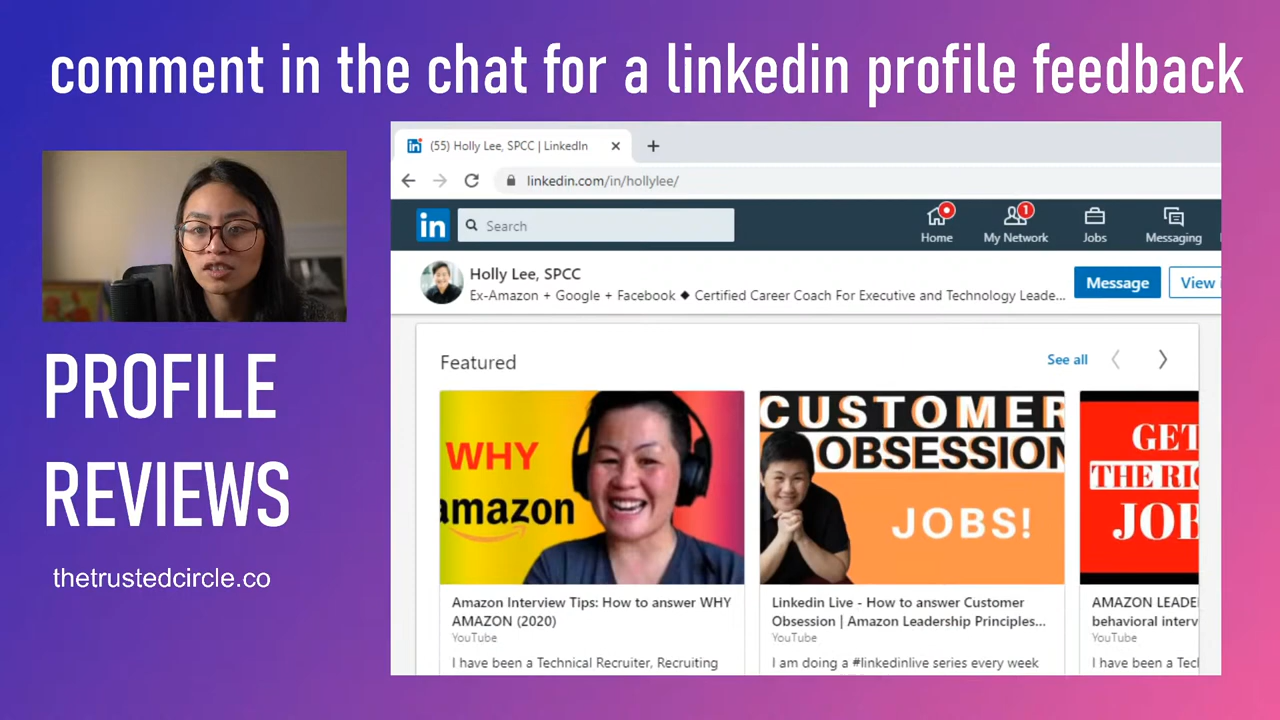 comment in the chat for a linkedin profile feedback
PROFILE
REVIEWS
thetrustedcircle.co
(55) Holly Lee, SPCC | LinkedIn
linkedin.com/in/hollylee/
in
Search
Home
1
My Network
Jobs
Messaging
Holly Lee, SPCC
Ex-Amazon + Google + Facebook ◆ Certified Career Coach For Executive and Technology Leade...
Message
View i
Featured
See all
WHY
amazon
Amazon Interview Tips: How to answer WHY
AMAZON (2020)
YouTube
I have been a Technical Recruiter, Recruiting
CUSTOMER
OBSESSION
JOBS!
Linkedin Live - How to answer Customer
Obsession | Amazon Leadership Principles...
YouTube
I am doing a #linkedinlive series every week
GET
THE RI
JOB
AMAZON LEADE
behavioral interv
YouTube
I have been a Tec